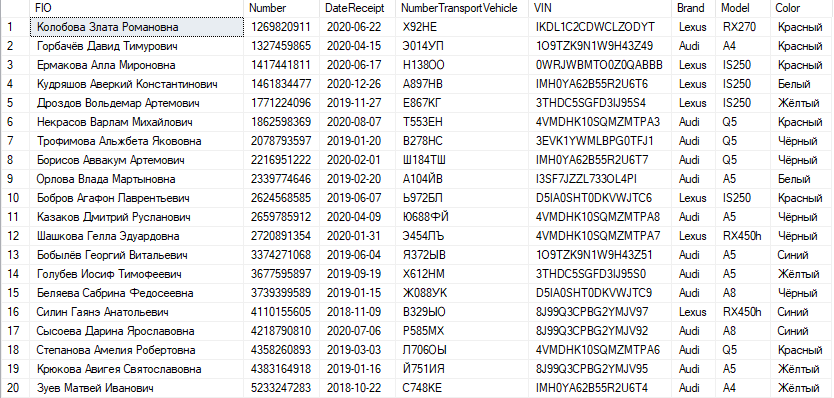 FIO Number DateReceipt NumberTransportVehicle VIN Brand Model Color
1 Колобова Злата Романовна 1269820911 2020-06-22 Х92НЕ IKDL1C2CDWCLZODYT Lexus RX270 Красный
2 Горбачёв Давид Тимурович 1327459865 2020-04-15 Э014УП 1O9TZK9N1W9H43Z49 Audi A4 Красный
3 Ермакова Алла Мироновна 1417441811 2020-06-17 Н138ОО 0WRJWBMTO0Z0QABBB Lexus IS250 Красный
4 Кудряшов Аверкий Константинович 1461834477 2020-12-26 А897НВ IMH0YA62B55R2U6T6 Lexus IS250 Белый
5 Дроздов Вольдемар Артемович 1771224096 2019-11-27 Е867КГ 3THDC5SGFD3IJ95S4 Lexus IS250 Жёлтый
6 Некрасов Варлам Михайлович 1862598369 2020-08-07 Т553ЕН 4VMDHK10SQMZMTPA3 Audi Q5 Красный
7 Трофимова Альжбета Якововна 2078793597 2019-01-20 В278НС 3EVK1YWMLBPG0TFJ1 Audi Q5 Чёрный
8 Борисов Аввакум Артемович 2216951222 2020-02-01 Ш184ТШ IMH0YA62B55R2U6T7 Audi Q5 Чёрный
9 Орлова Влада Мартыновна 2339774646 2019-02-20 А104ЙВ I3SF7JZZL733OL4PI Audi A5 Белый
10 Бобров Агафон Лаврентьевич 2624568585 2019-06-07 Ь972БЛ D5IA0SHT0DKVWJTC6 Lexus IS250 Красный
11 Казаков Дмитрий Русланович 2659785912 2020-04-09 Ю688ФЙ 4VMDHK10SQMZMTPA8 Audi A5 Чёрный
12 Шашкова Гелла Эдуардовна 2720891354 2020-01-31 Э454ЛЪ 4VMDHK10SQMZMTPA7 Lexus RX450h Чёрный
13 Бобылёв Георгий Витальевич 3374271068 2019-06-04 Я372ЫВ 1O9TZK9N1W9H43Z51 Audi A5 Синий
14 Голубев Иосиф Тимофеевич 3677595897 2019-09-19 Х612НМ 3THDC5SGFD3IJ95S0 Audi A5 Жёлтый
15 Беляева Сабрина Федосеевна 3739399589 2019-01-15 Ж088УК D5IA0SHT0DKVWJTC9 Audi A8 Чёрный
16 Силин Гаянэ Анатольевич 4110155605 2018-11-09 В329ЫО 8J99Q3CPBG2YMJV97 Lexus RX450h Синий
17 Сысоева Дарина Ярославовна 4218790810 2020-07-06 Р585МХ 8J99Q3CPBG2YMJV92 Audi A8 Синий
18 Степанова Амелия Робертовна 4358260893 2019-03-03 Л706ОЫ 4VMDHK10SQMZMTPA6 Audi Q5 Красный
19 Крюкова Авигея Святославовна 4383164918 2019-01-16 Й751ИЯ 8J99Q3CPBG2YMJV95 Audi A5 Жёлтый
20 Зуев Матвей Иванович 5233247283 2018-10-22 С748КЕ IMH0YA62B55R2U6T4 Audi A4 Жёлтый